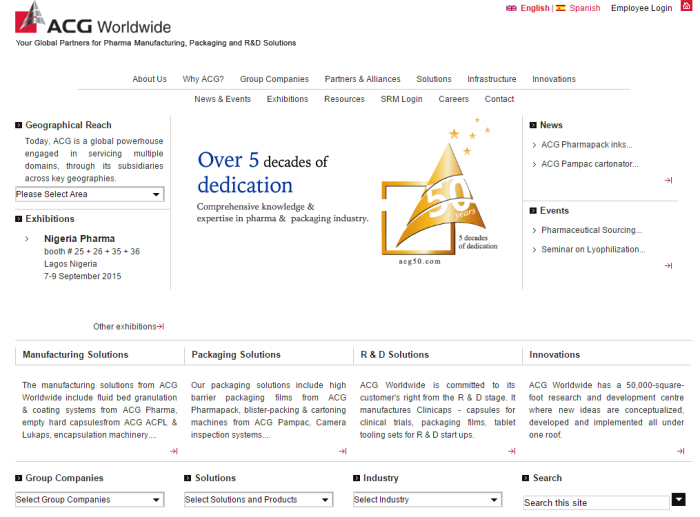 English | Spanish Employee Login
ACG Worldwide
Your Global Partners for Pharma Manufacturing, Packaging and R&D Solutions
About Us Why ACG? Group Companies Partners & Alliances Solutions Infrastructure Innovations
News & Events Exhibitions Resources SRM Login Careers Contact
Geographical Reach
Today, ACG is a global powerhouse
engaged in servicing multiple
domains, through its subsidiaries
across key geographies.
Please Select Area
Exhibitions
Nigeria Pharma
booth # 25 + 26 + 35 + 36
Lagos Nigeria
7-9 September 2015
Other exhibitions
Over 5 decades of
dedication
Comprehensive knowledge &
expertise in pharma & packaging industry.
50
years
5 decades
of dedication
acg50.com
News
ACG Pharmapack inks...
ACG Pampac cartonator...
Events
Pharmaceutical Sourcing...
Seminar on Lyophilization...
Manufacturing Solutions
The manufacturing solutions from ACG
Worldwide include fluid bed granulation
& coating systems from ACG Pharma,
empty hard capsulesfrom ACG ACPL &
Lukaps, encapsulation machinery....
Packaging Solutions
Our packaging solutions include high
barrier packaging films from ACG
Pharmapack, blister-packing & cartoning
machines from ACG Pampac, Camera
inspection systems....
R & D Solutions
ACG Worldwide is committed to its
customer's right from the R & D stage. It
manufactures Clinicaps - capsules for
clinical trials, packaging films, tablet
tooling sets for R & D start ups.
Innovations
ACG Worldwide has a 50,000-square-
foot research and development centre
where new ideas are conceptualized,
developed and implemented all under
one roof.
Group Companies
Select Group Companies
Solutions
Select Solutions and Products
Industry
Select Industry
Search
Search this site